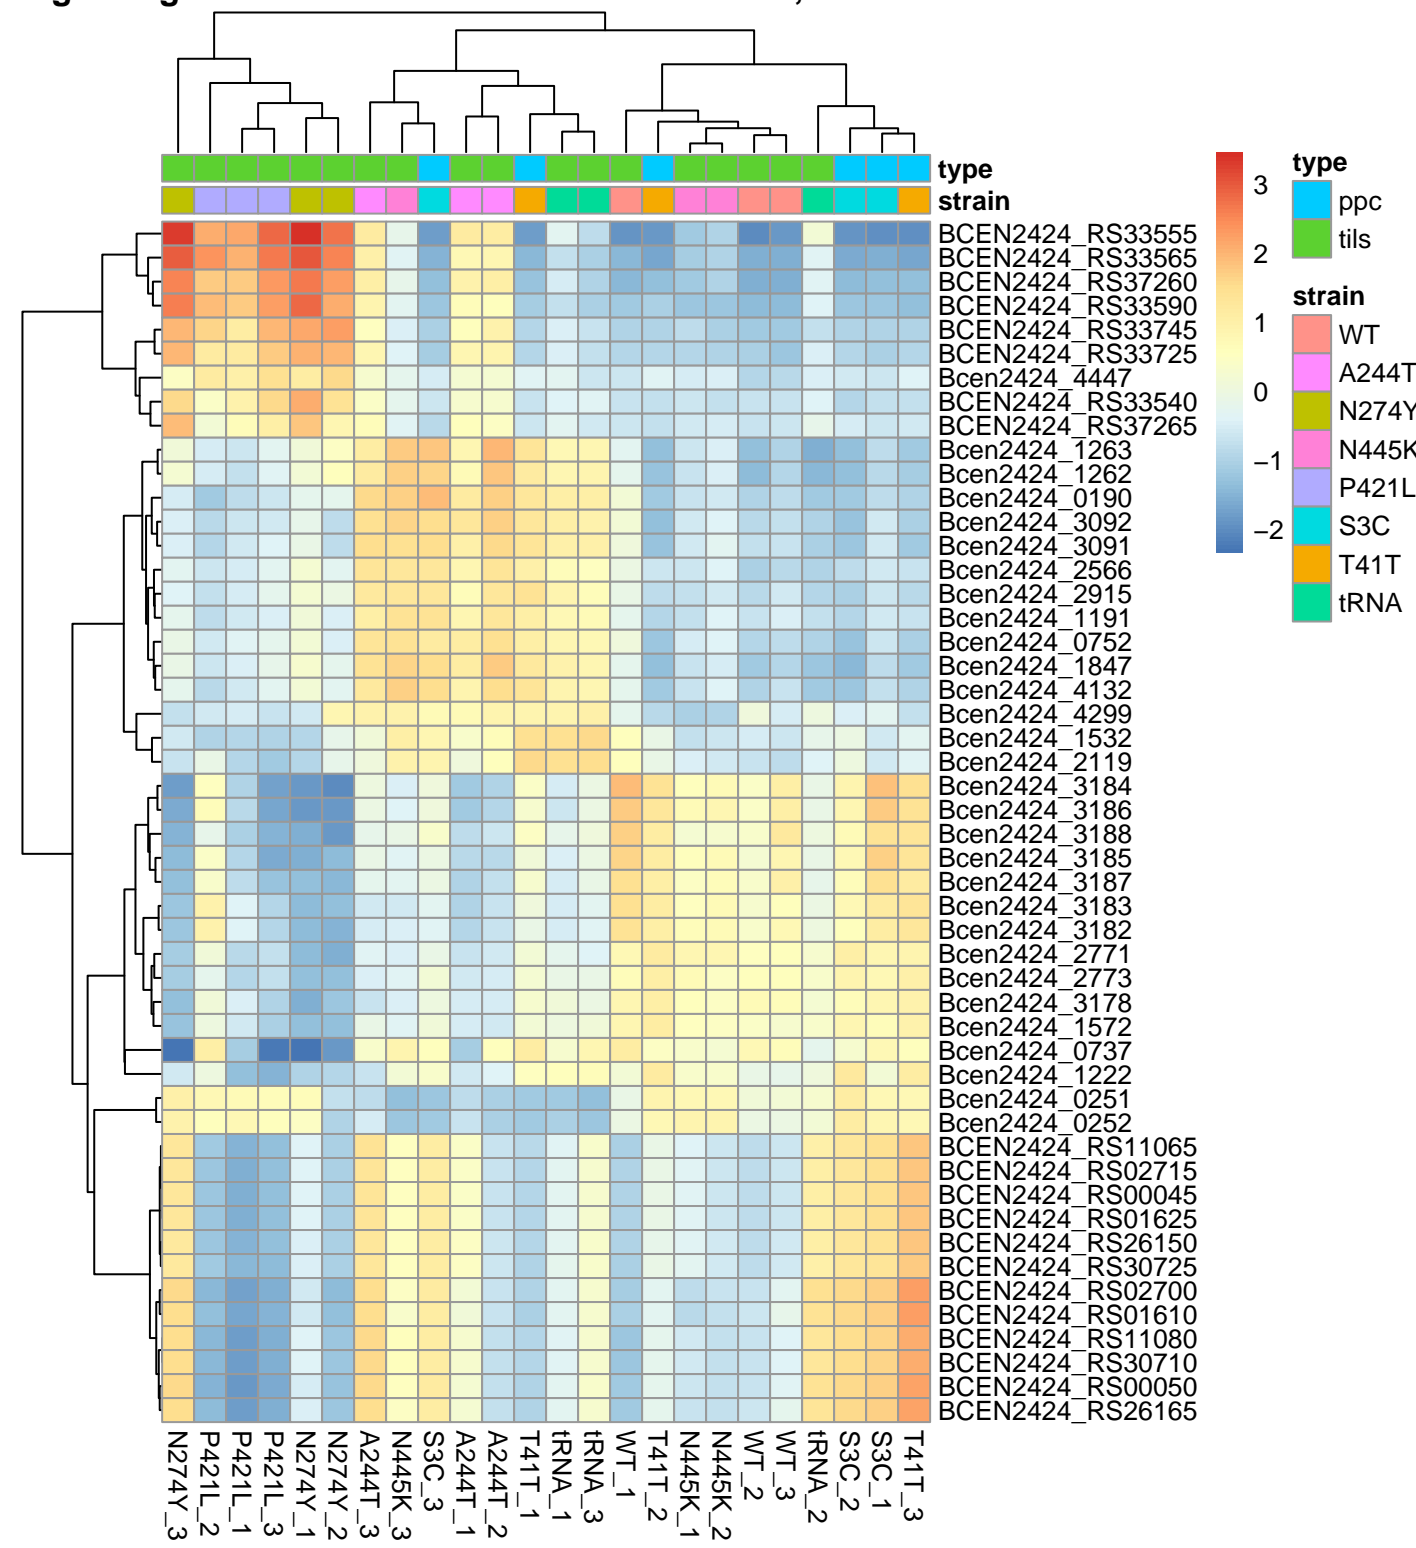 type
strain
BCEN2424_RS33555
BCEN2424_RS33565
BCEN2424_RS37260
BCEN2424_RS33590
BCEN2424_RS33745
BCEN2424_RS33725
Bcen2424_4447
BCEN2424_RS33540
BCEN2424_RS37265
Bcen2424_1263
Bcen2424_1262
Bcen2424_0190
Bcen2424_3092
Bcen2424_3091
Bcen2424_2566
Bcen2424_2915
Bcen2424_1191
Bcen2424_0752
Bcen2424_1847
Bcen2424_4132
Bcen2424_4299
Bcen2424_1532
Bcen2424_2119
Bcen2424_3184
Bcen2424_3186
Bcen2424_3188
Bcen2424_3185
Bcen2424_3187
Bcen2424_3183
Bcen2424_3182
Bcen2424_2771
Bcen2424_2773
Bcen2424_3178
Bcen2424_1572
Bcen2424_0737
Bcen2424_1222
Bcen2424_0251
Bcen2424_0252
BCEN2424_RS11065
BCEN2424_RS02715
BCEN2424_RS00045
BCEN2424_RS01625
BCEN2424_RS26150
BCEN2424_RS30725
BCEN2424_RS02700
BCEN2424_RS01610
BCEN2424_RS11080
BCEN2424_RS30710
BCEN2424_RS00050
BCEN2424_RS26165
3
2
1
0
−1
−2
type
ppc
tils
strain
WT
A244T
N274Y
N445K
P421L
S3C
T41T
tRNA
N274Y_3
P421L_2
P421L_1
P421L_3
N274Y_1
N274Y_2
A244T_3
N445K_3
S3C_3
A244T_1
A244T_2
T41T_1
tRNA_1
tRNA_3
WT_1
T41T_2
N445K_1
N445K_2
WT_2
WT_3
tRNA_2
S3C_2
S3C_1
T41T_3